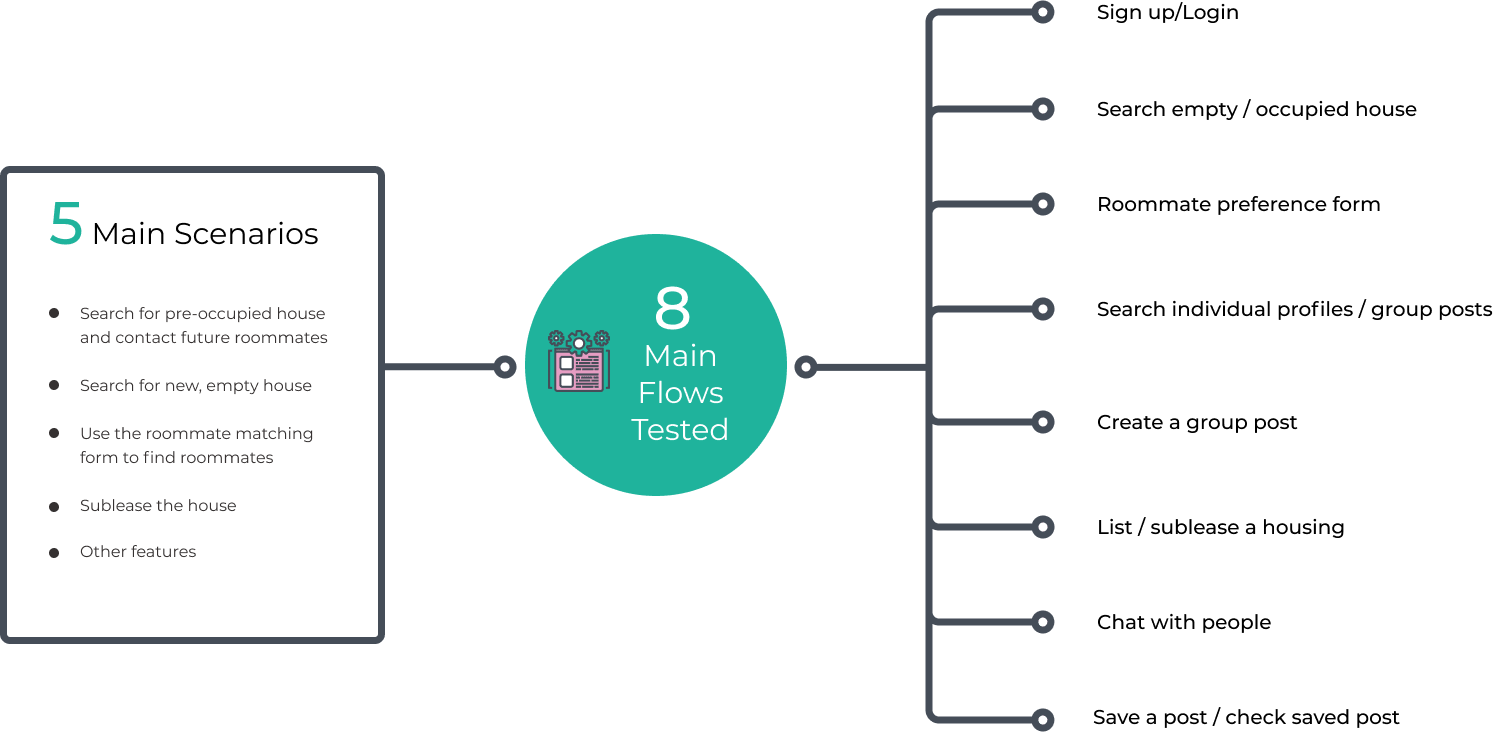 5 Main Scenarios
Search for pre-occupied house
and contact future roommates
Search for new, empty house
Use the roommate matching
form to find roommates
Sublease the house
Other features
8
Main
Flows
Tested
Sign up/Login
Search empty / occupied house
Roommate preference form
Search individual profiles / group posts
Create a group post
List / sublease a housing
Chat with people
Save a post / check saved post